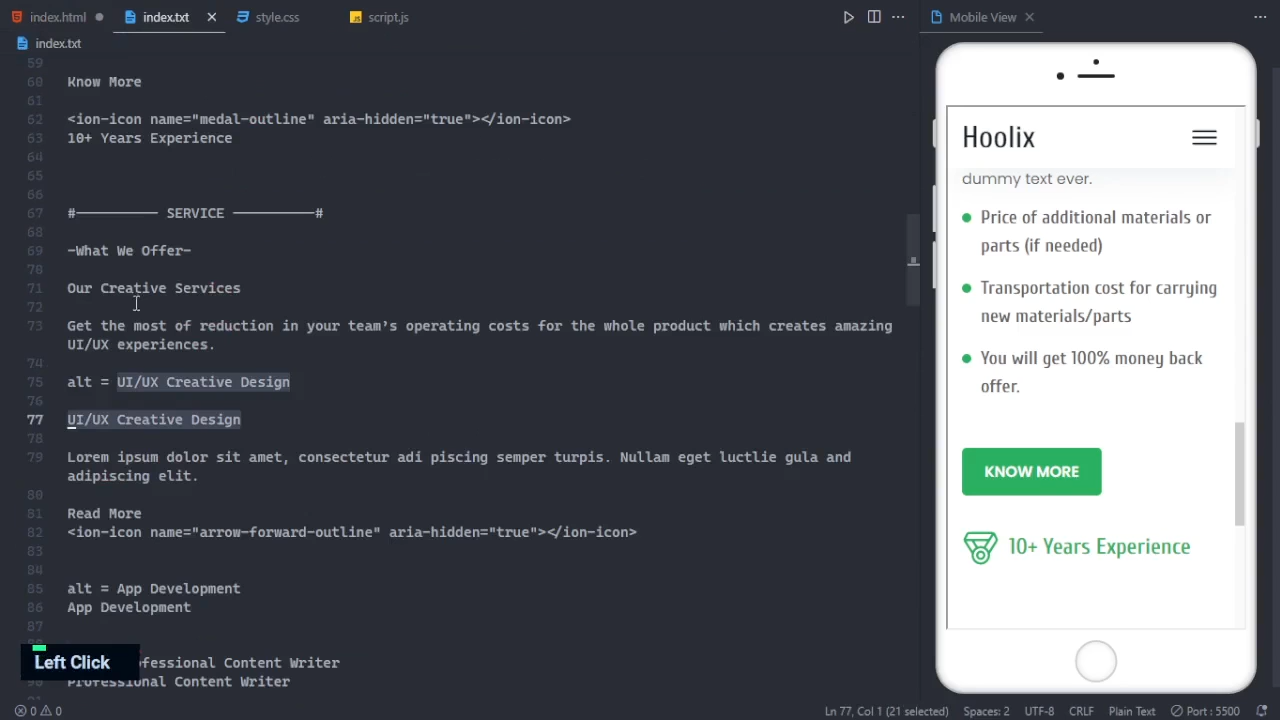 index.html
index.txt
style.css
script.js
Mobile View
index.txt
59
60 Know More
61
62 <ion-icon name="medal-outline" aria-hidden="true"></ion-icon>
63 10+ Years Experience
64
65
66
67 #---------- SERVICE ----------#
68
69 -What We Offer-
70
71 Our Creative Services
72
73 Get the most of reduction in your team's operating costs for the whole product which creates amazing
UI/UX experiences.
74
75 alt = UI/UX Creative Design
76
77 UI/UX Creative Design
78
79 Lorem ipsum dolor sit amet, consectetur adi piscing semper turpis. Nullam eget luctlie gula and
adipiscing elit.
80
81 Read More
82 <ion-icon name="arrow-forward-outline" aria-hidden="true"></ion-icon>
83
84
85 alt = App Development
86 App Development
87
ofessional Content Writer
Professional Content Writer
Left Click
Hoolix
dummy text ever.
Price of additional materials or
parts (if needed)
Transportation cost for carrying
new materials/parts
You will get 100% money back
offer.
KNOW MORE
10+ Years Experience
0 0
Ln 77, Col 1 (21 selected)
Spaces: 2
UTF-8
CRLF
Plain Text
Port : 5500